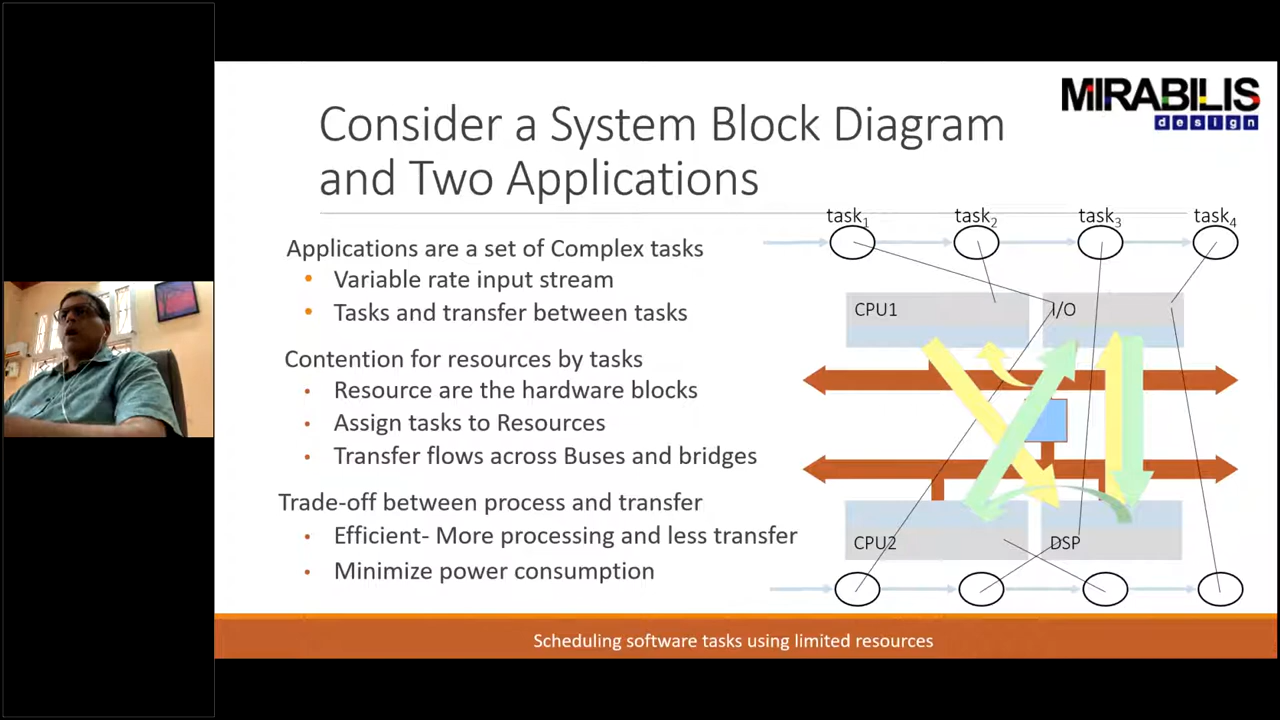 MIRABILIS
design
Consider a System Block Diagram
and Two Applications
task1
task2
task3
task4
Applications are a set of Complex tasks
• Variable rate input stream
• Tasks and transfer between tasks
Contention for resources by tasks
• Resource are the hardware blocks
• Assign tasks to Resources
• Transfer flows across Buses and bridges
Trade-off between process and transfer
• Efficient- More processing and less transfer
• Minimize power consumption
CPU1
I/O
CPU2
DSP
Scheduling software tasks using limited resources